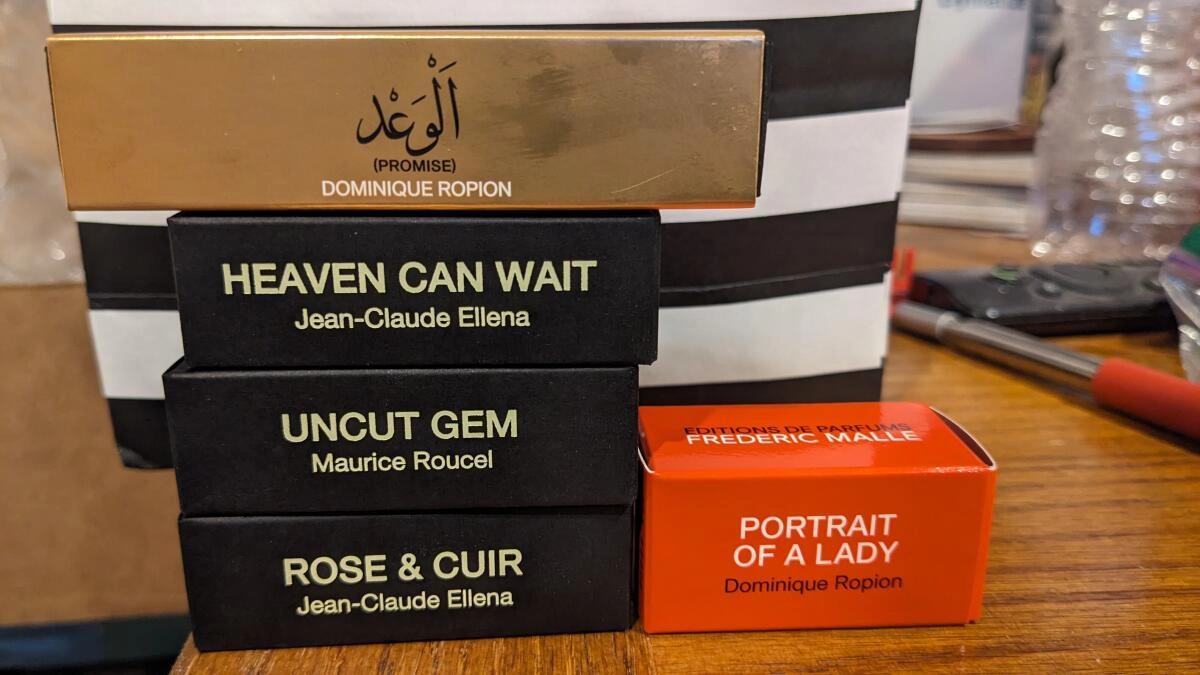 اَلْوَعْد
(PROMISE)
DOMINIQUE ROPION
HEAVEN CAN WAIT
Jean-Claude Ellena
UNCUT GEM
Maurice Roucel
ROSE & CUIR
Jean-Claude Ellena
EDITIONS DE PARFUMS
FREDERIC MALLE
PORTRAIT
OF A LADY
Dominique Ropion